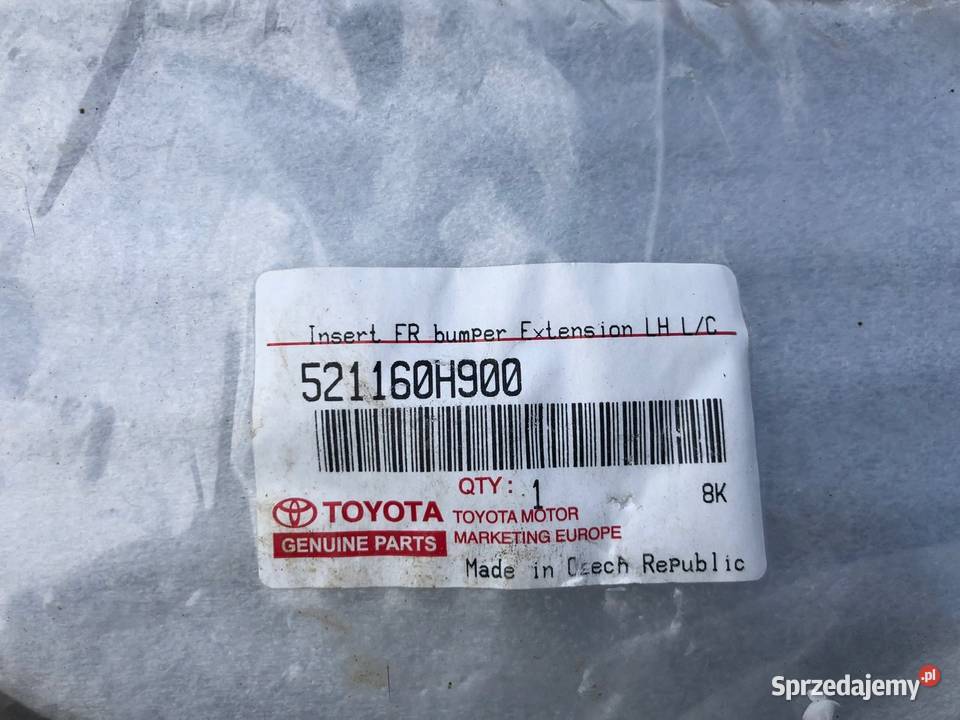 Insert FR bumper Extension LH L/C
521160H900
QTY: 1
8K
TOYOTA
GENUINE PARTS
TOYOTA MOTOR
MARKETING EUROPE
Made in Czech Republic
Sprzedajemy.pl